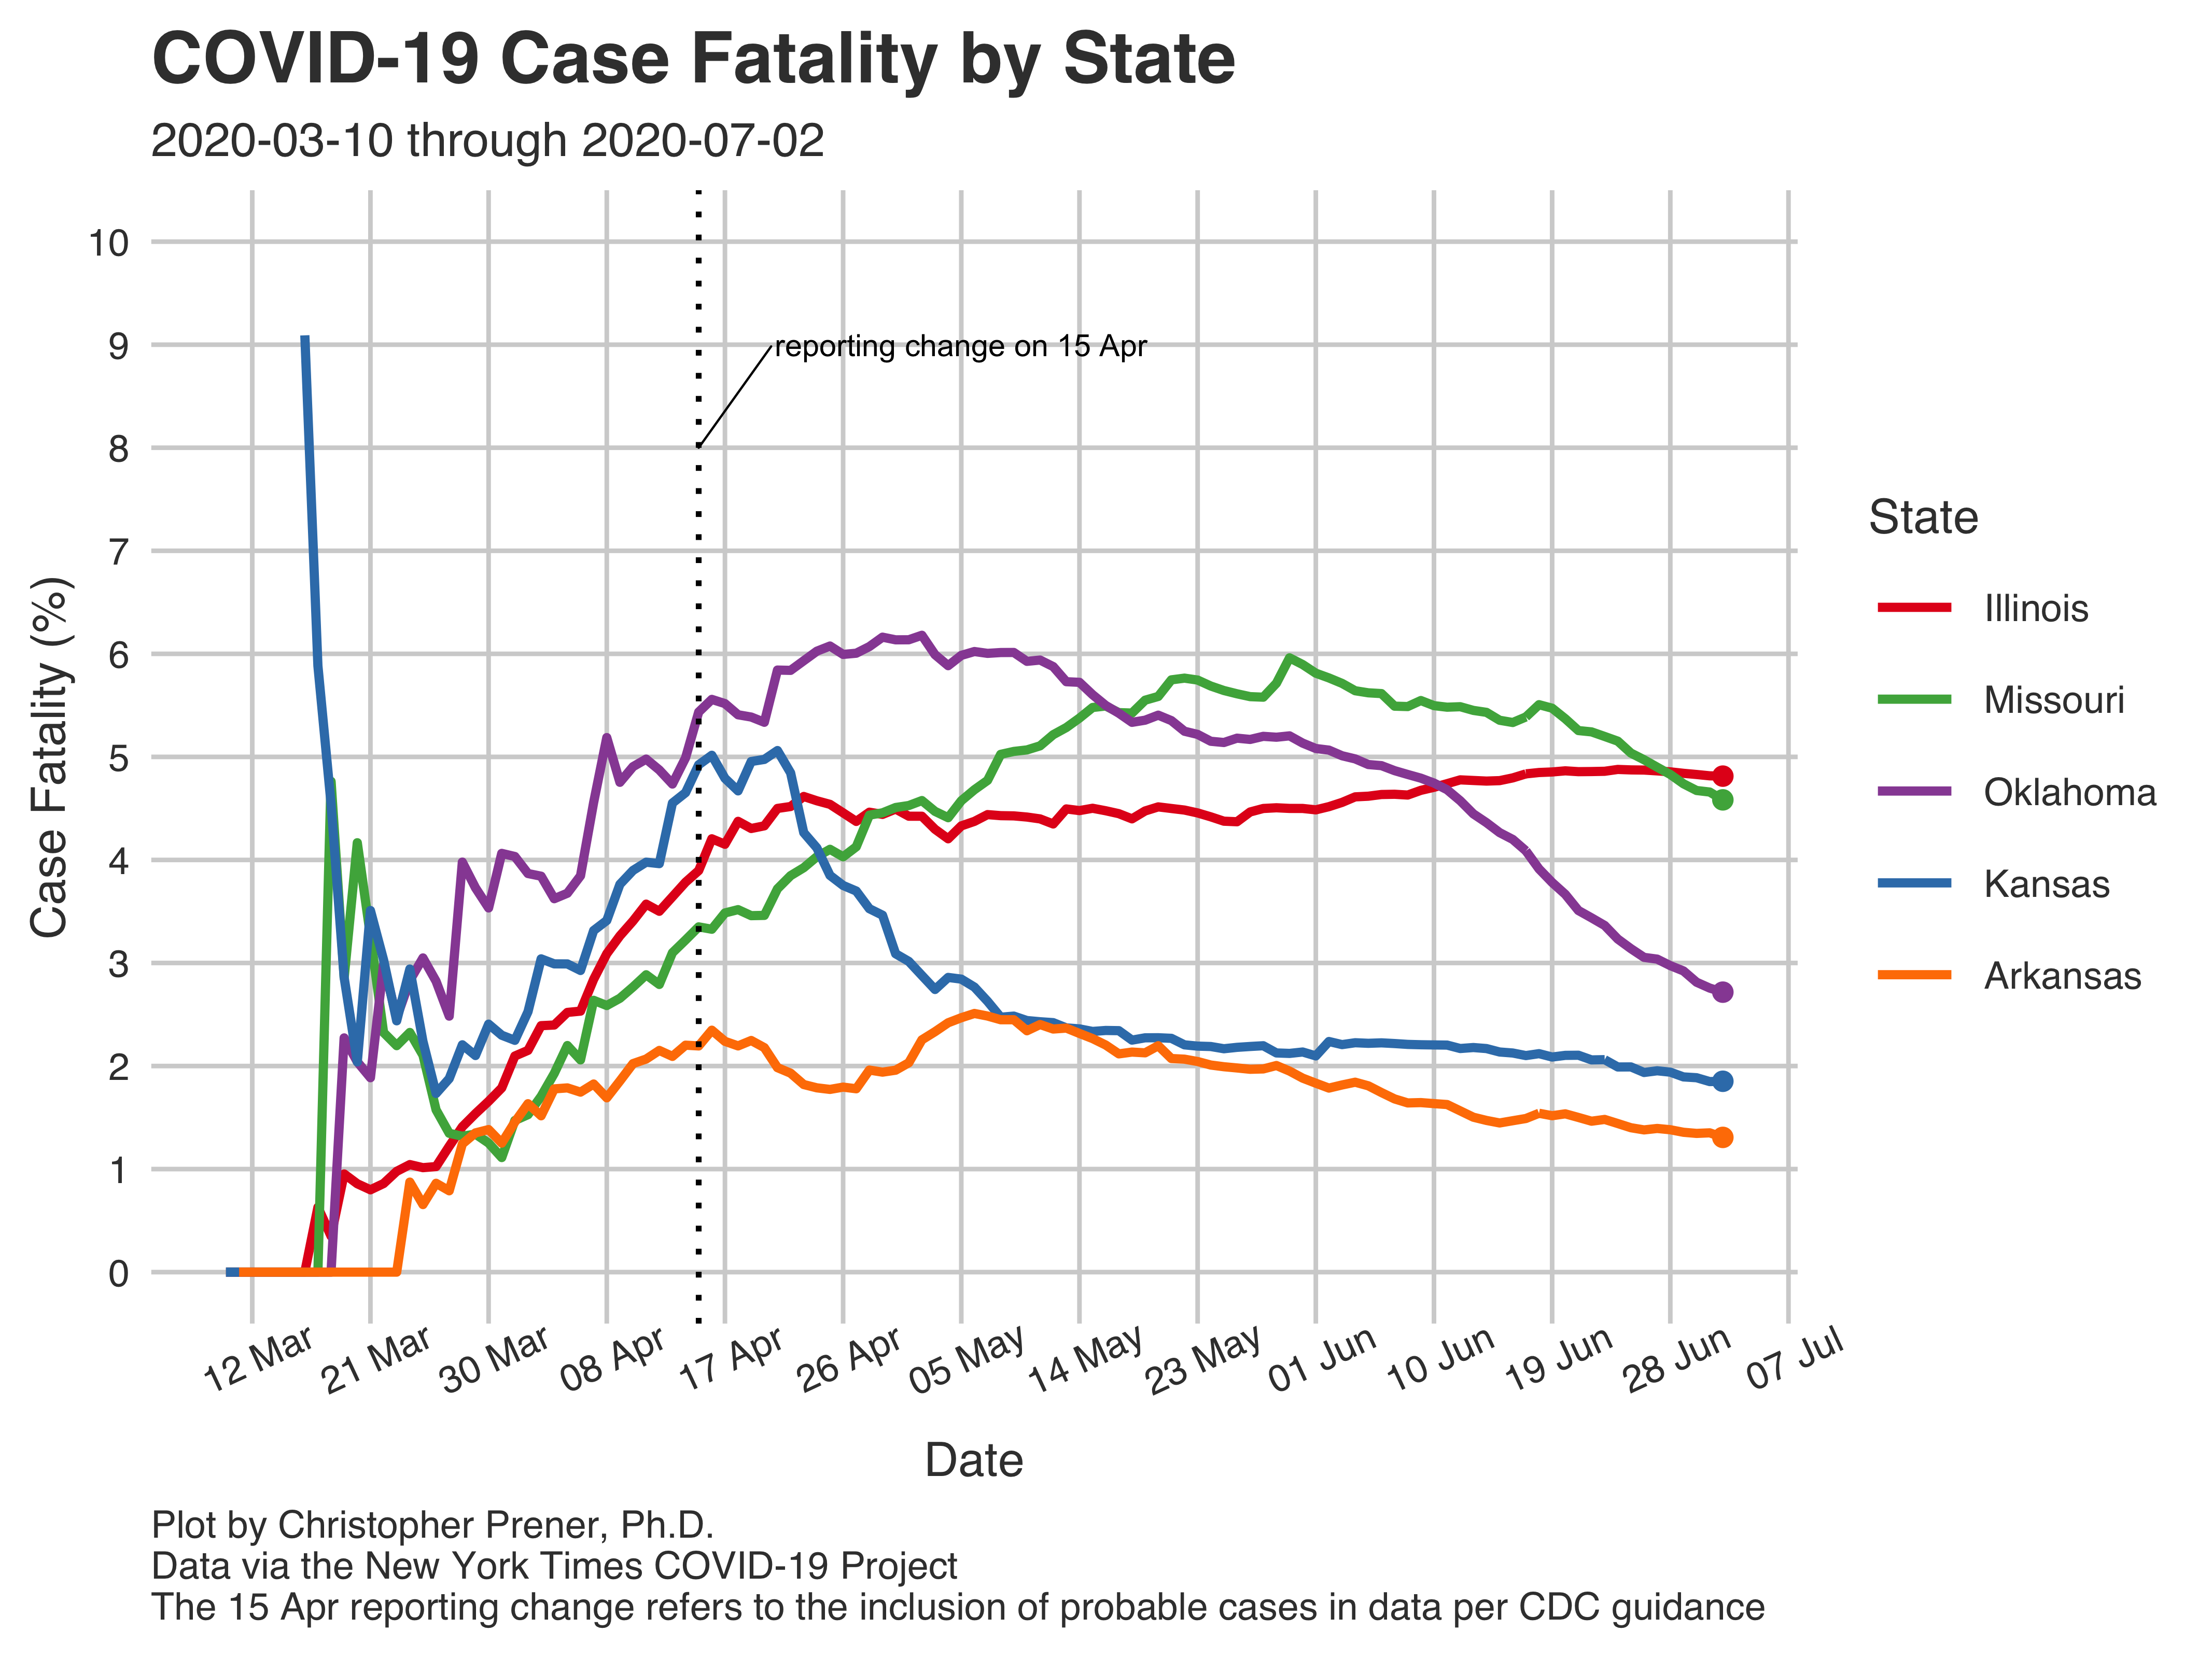 COVID-19 Case Fatality by State
2020-03-10 through 2020-07-02
10
9
8
7
6
5
4
3
2
1
0
Case Fatality (%)
reporting change on 15 Apr
12 Mar
21 Mar
30 Mar
08 Apr
17 Apr
26 Apr
05 May
14 May
23 May
01 Jun
10 Jun
19 Jun
28 Jun
07 Jul
Date
State
Illinois
Missouri
Oklahoma
Kansas
Arkansas
Plot by Christopher Prener, Ph.D.
Data via the New York Times COVID-19 Project
The 15 Apr reporting change refers to the inclusion of probable cases in data per CDC guidance